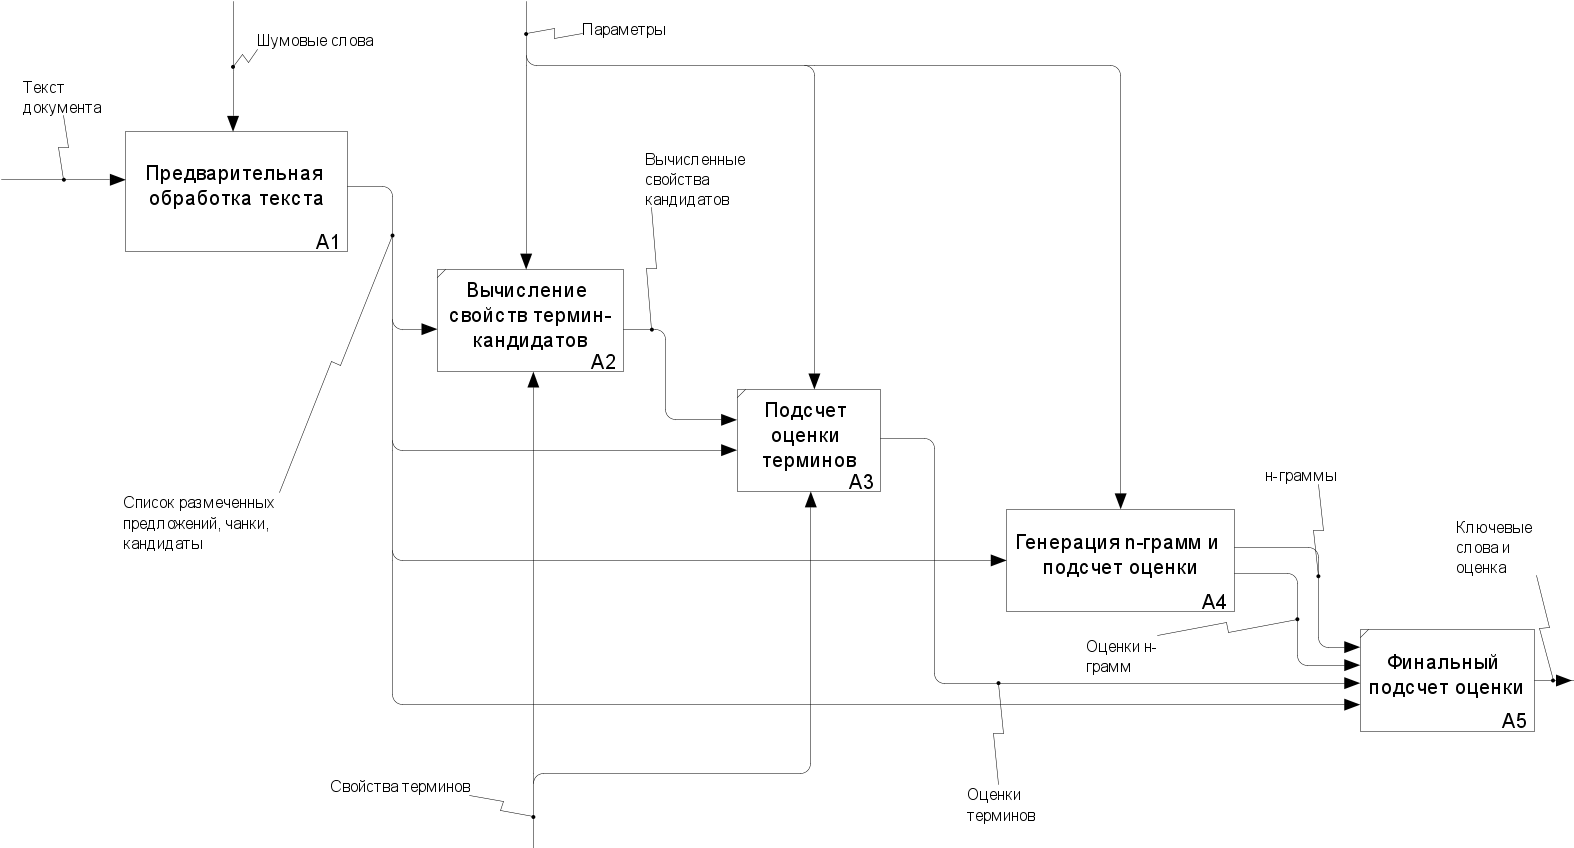 Параметры
Шумовые слова
Текст
документа
Предварительная
обработка текста
A1
Вычисленные
свойства
кандидатов
Вычисление
свойств термин-
кандидатов
A2
Подсчет
оценки
терминов
A3
Список размеченных
предложений, чанки,
кандидаты
н-граммы
Генерация n-грамм и
подсчет оценки
A4
Ключевые
слова и
оценка
Оценки н-
грамм
Финальный
подсчет оценки
A5
Свойства терминов
Оценки
терминов